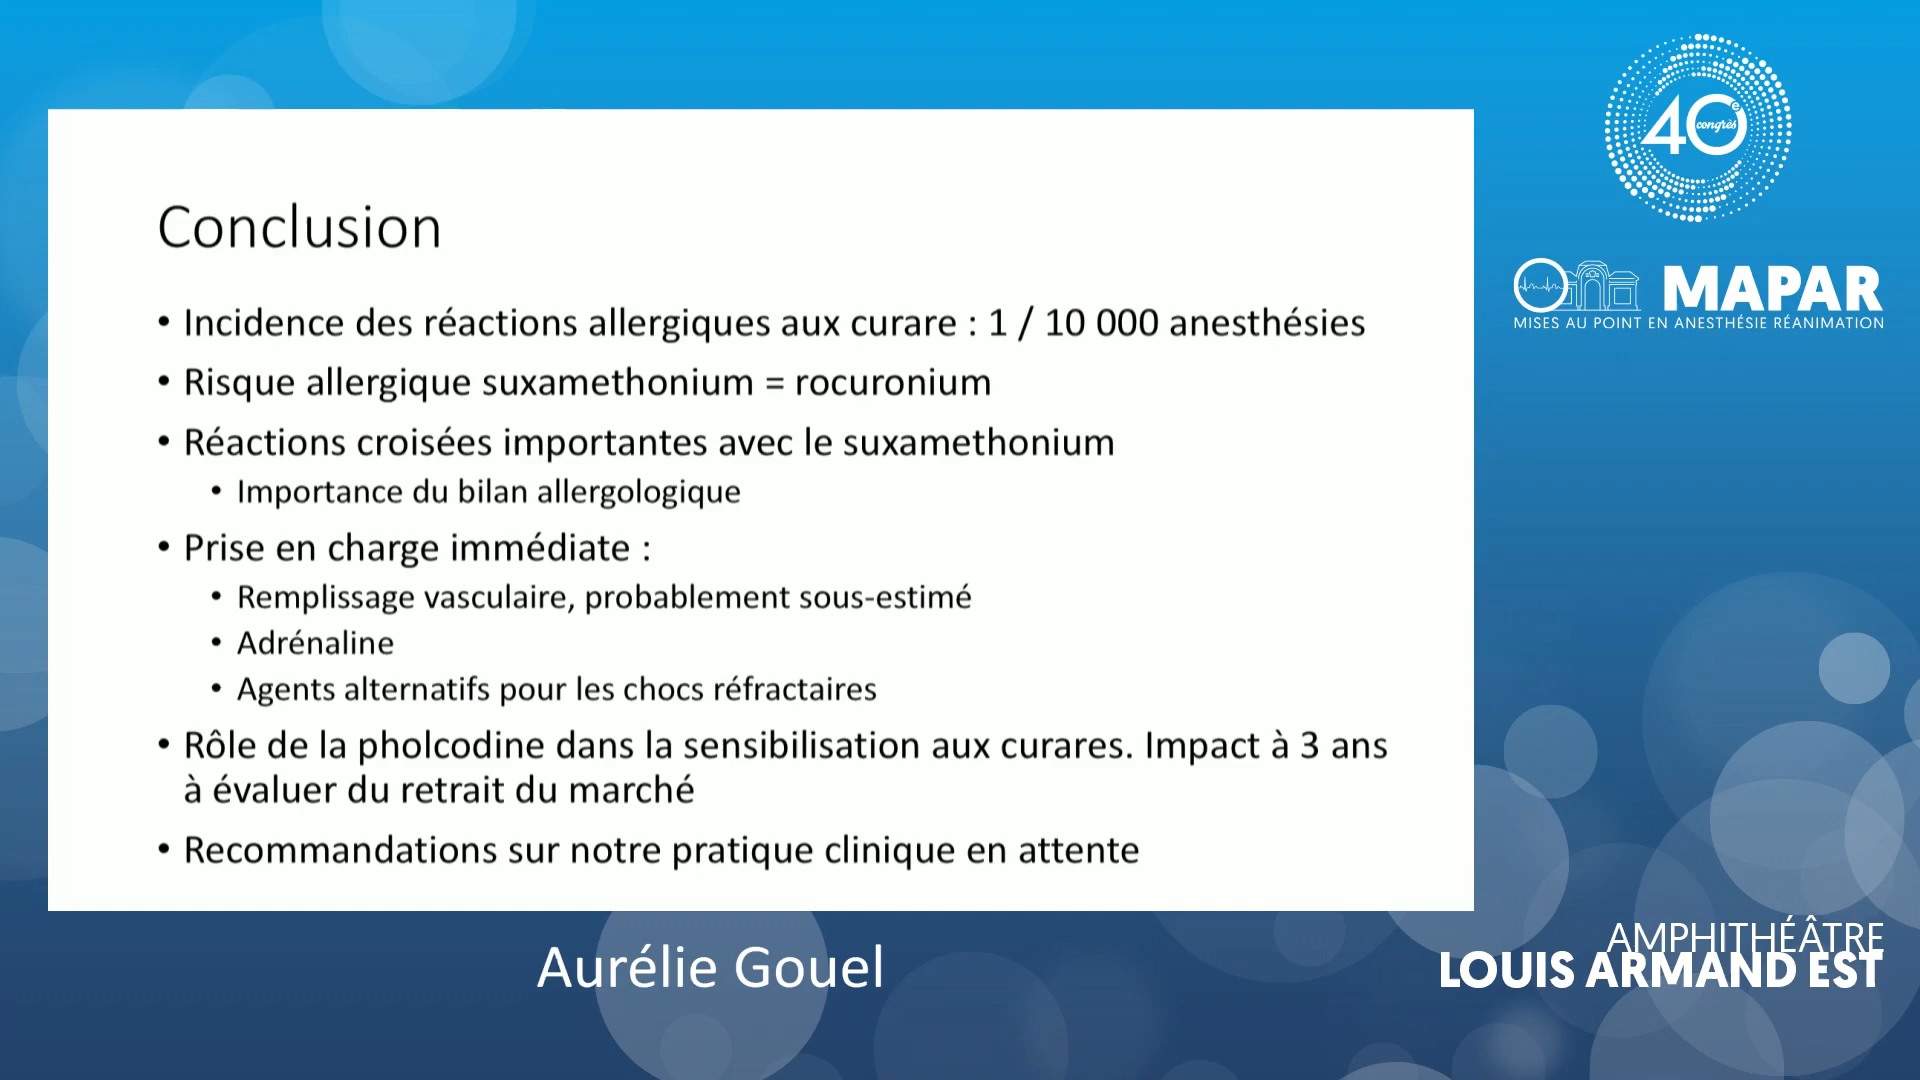 Conclusion
• Incidence des réactions allergiques aux curare : 1 / 10 000 anesthésies
• Risque allergique suxamethonium = rocuronium
• Réactions croisées importantes avec le suxamethonium
• Importance du bilan allergologique
• Prise en charge immédiate :
• Remplissage vasculaire, probablement sous-estimé
• Adrénaline
• Agents alternatifs pour les chocs réfractaires
• Rôle de la pholcodine dans la sensibilisation aux curares. Impact à 3 ans
à évaluer du retrait du marché
• Recommandations sur notre pratique clinique en attente
Aurélie Gouel
40e
congrès
MAPAR
MISES AU POINT EN ANESTHÉSIE RÉANIMATION
AMPHITHÉÂTRE
LOUIS ARMAND EST